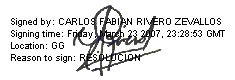 Signed by: CARLOS FABIAN RIVERO ZEVALLOS
Signing time: Friday, March 23 2007, 23:28:53 GMT
Location: GG
Reason to sign: RESOLUCION